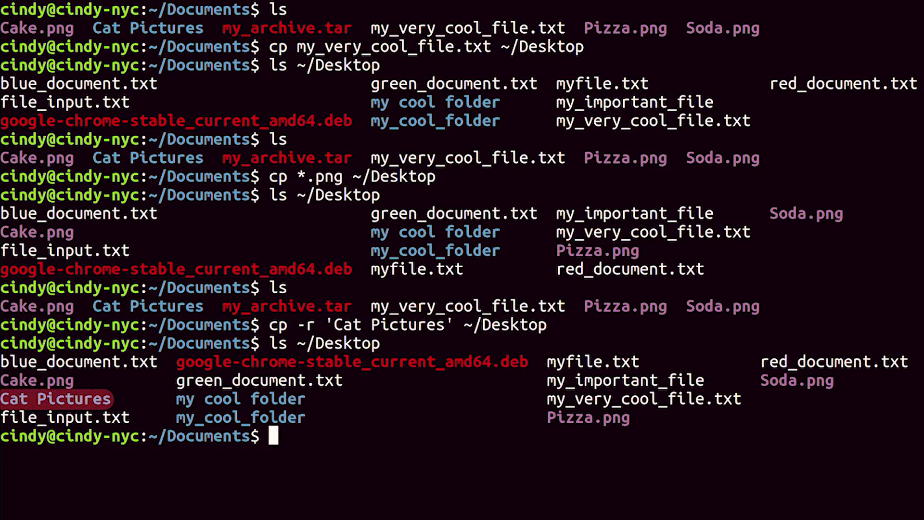 cindy@cindy-nyc:~/Documents$ ls
Cake.png  Cat Pictures  my_archive.tar  my_very_cool_file.txt  Pizza.png  Soda.png
cindy@cindy-nyc:~/Documents$ cp my_very_cool_file.txt ~/Desktop
cindy@cindy-nyc:~/Documents$ ls ~/Desktop
blue_document.txt  green_document.txt  myfile.txt  red_document.txt
file_input.txt  my cool folder  my_important_file
google-chrome-stable_current_amd64.deb  my_cool_folder  my_very_cool_file.txt
cindy@cindy-nyc:~/Documents$ ls
Cake.png  Cat Pictures  my_archive.tar  my_very_cool_file.txt  Pizza.png  Soda.png
cindy@cindy-nyc:~/Documents$ cp *.png ~/Desktop
cindy@cindy-nyc:~/Documents$ ls ~/Desktop
blue_document.txt  green_document.txt  my_important_file  Soda.png
Cake.png  my cool folder  my_very_cool_file.txt
file_input.txt  my_cool_folder  Pizza.png
google-chrome-stable_current_amd64.deb  myfile.txt  red_document.txt
cindy@cindy-nyc:~/Documents$ ls
Cake.png  Cat Pictures  my_archive.tar  my_very_cool_file.txt  Pizza.png  Soda.png
cindy@cindy-nyc:~/Documents$ cp -r 'Cat Pictures' ~/Desktop
cindy@cindy-nyc:~/Documents$ ls ~/Desktop
blue_document.txt  google-chrome-stable_current_amd64.deb  myfile.txt  red_document.txt
Cake.png  green_document.txt  my_important_file  Soda.png
Cat Pictures  my cool folder  my_very_cool_file.txt
file_input.txt  my_cool_folder  Pizza.png
cindy@cindy-nyc:~/Documents$